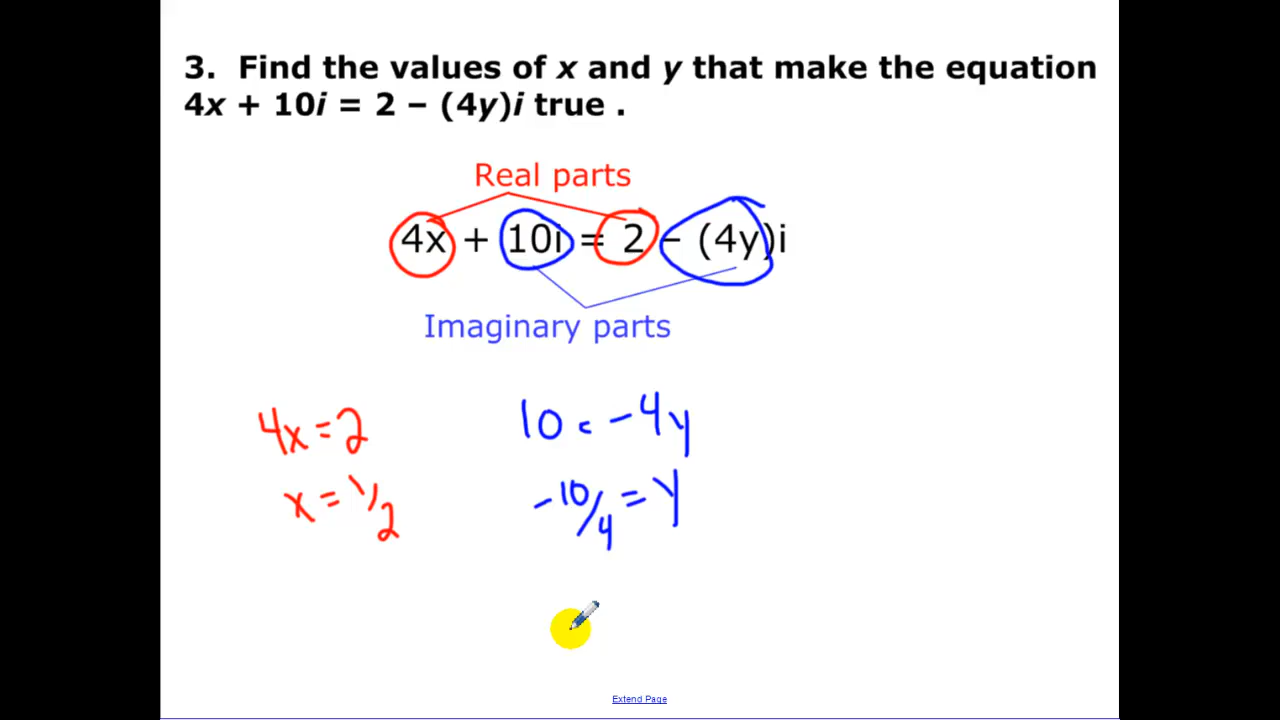 3. Find the values of x and y that make the equation
4x + 10i = 2 – (4y)i true .
Real parts
4x + 10i = 2 – (4y)i
Imaginary parts
4x = 2
x = 1/2
10 = -4y
-10/4 = y
Extend Page